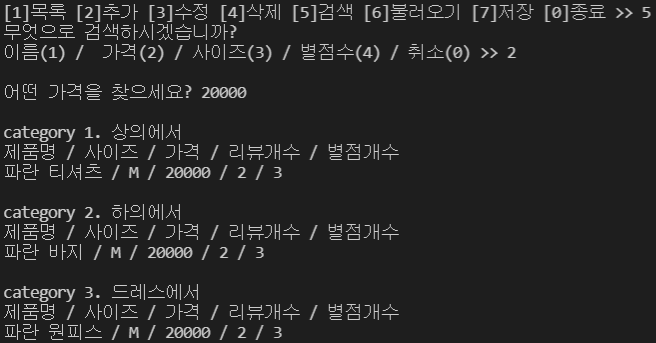 [1]목록 [2]추가 [3]수정 [4]삭제 [5]검색 [6]불러오기 [7]저장 [0]종료 >> 5
무엇으로 검색하시겠습니까?
이름(1) /  가격(2) / 사이즈(3) / 별점수(4) / 취소(0) >> 2
어떤 가격을 찾으세요? 20000
category 1. 상의에서
제품명 / 사이즈 / 가격 / 리뷰개수 / 별점개수
파란 티셔츠 / M / 20000 / 2 / 3
category 2. 하의에서
제품명 / 사이즈 / 가격 / 리뷰개수 / 별점개수
파란 바지 / M / 20000 / 2 / 3
category 3. 드레스에서
제품명 / 사이즈 / 가격 / 리뷰개수 / 별점개수
파란 원피스 / M / 20000 / 2 / 3